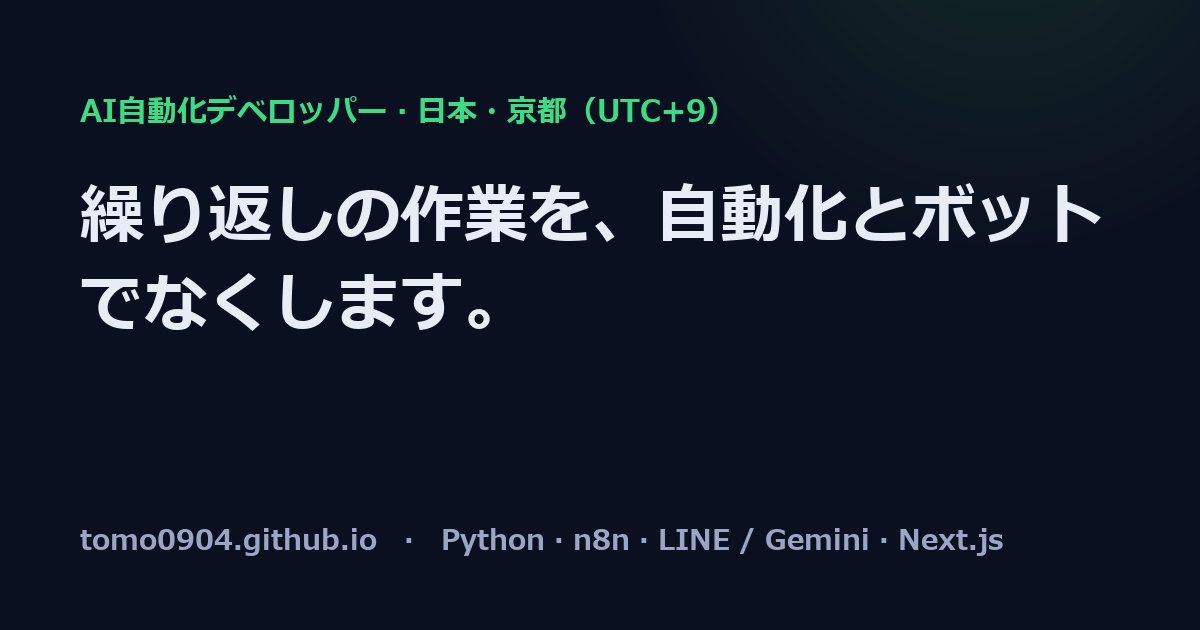 AI自動化デベロッパー · 日本・京都（UTC+9）
繰り返しの作業を、自動化とボット
でなくします。
tomo0904.github.io · Python · n8n · LINE / Gemini · Next.js